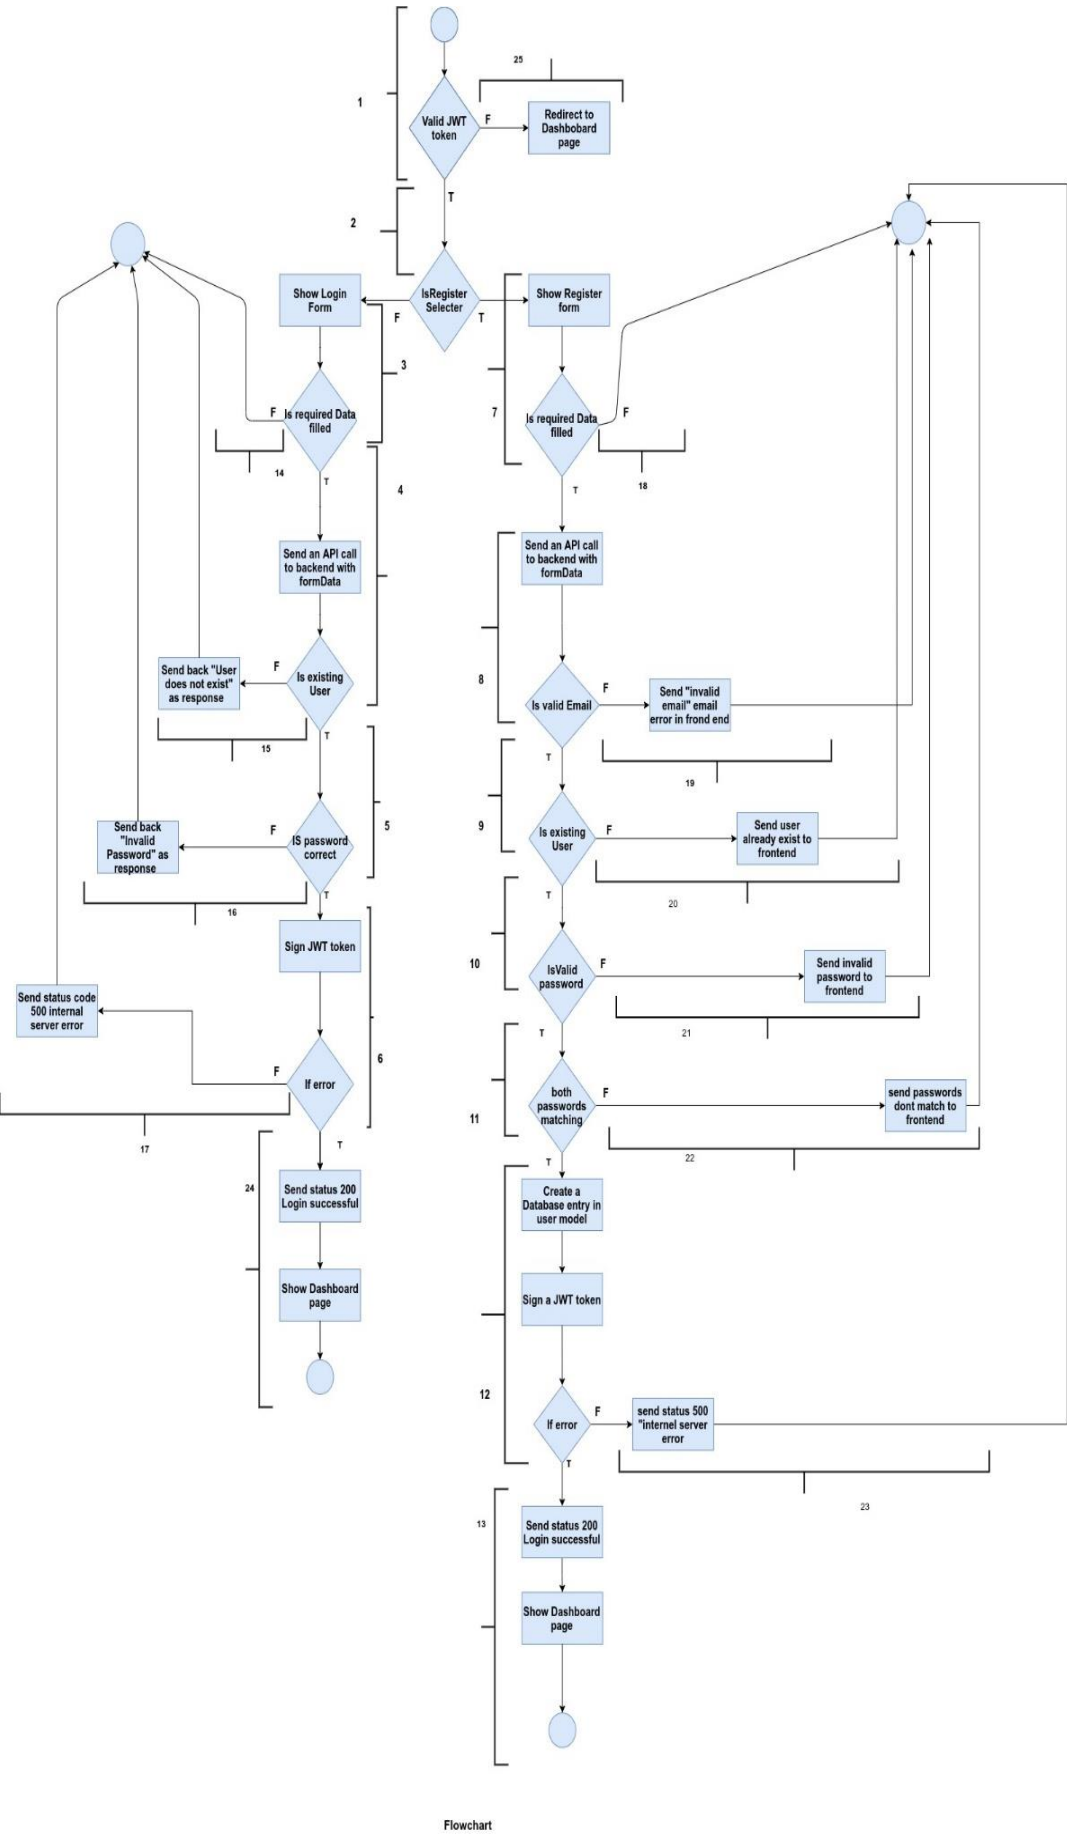 25
1
Valid JWT
token
F
Redirect to
Dashbobard
page
T
2
Show Login
Form
F
IsRegister
Selecter
T
Show Register
form
3
7
F
Is required Data
filled
Is required Data
filled
F
14
T
4
18
T
Send an API call
to backend with
formData
Send an API call
to backend with
formData
Send back "User
does not exist"
as response
F
Is existing
User
8
Is valid Email
F
Send "invalid
email" email
error in frond end
15
T
T
19
Send back
"Invalid
Password" as
response
F
IS password
correct
5
9
Is existing
User
F
Send user
already exist to
frontend
16
T
T
20
Sign JWT token
10
IsValid
password
F
Send invalid
password to
frontend
Send status code
500 internal
server error
T
21
F
If error
6
11
both
passwords
matching
F
send passwords
dont match to
frontend
17
T
T
22
24
Send status 200
Login successful
Create a
Database entry in
user model
Show Dashboard
page
Sign a JWT token
12
If error
F
send status 500
"internel server
error
T
23
13
Send status 200
Login successful
Show Dashboard
page
Flowchart